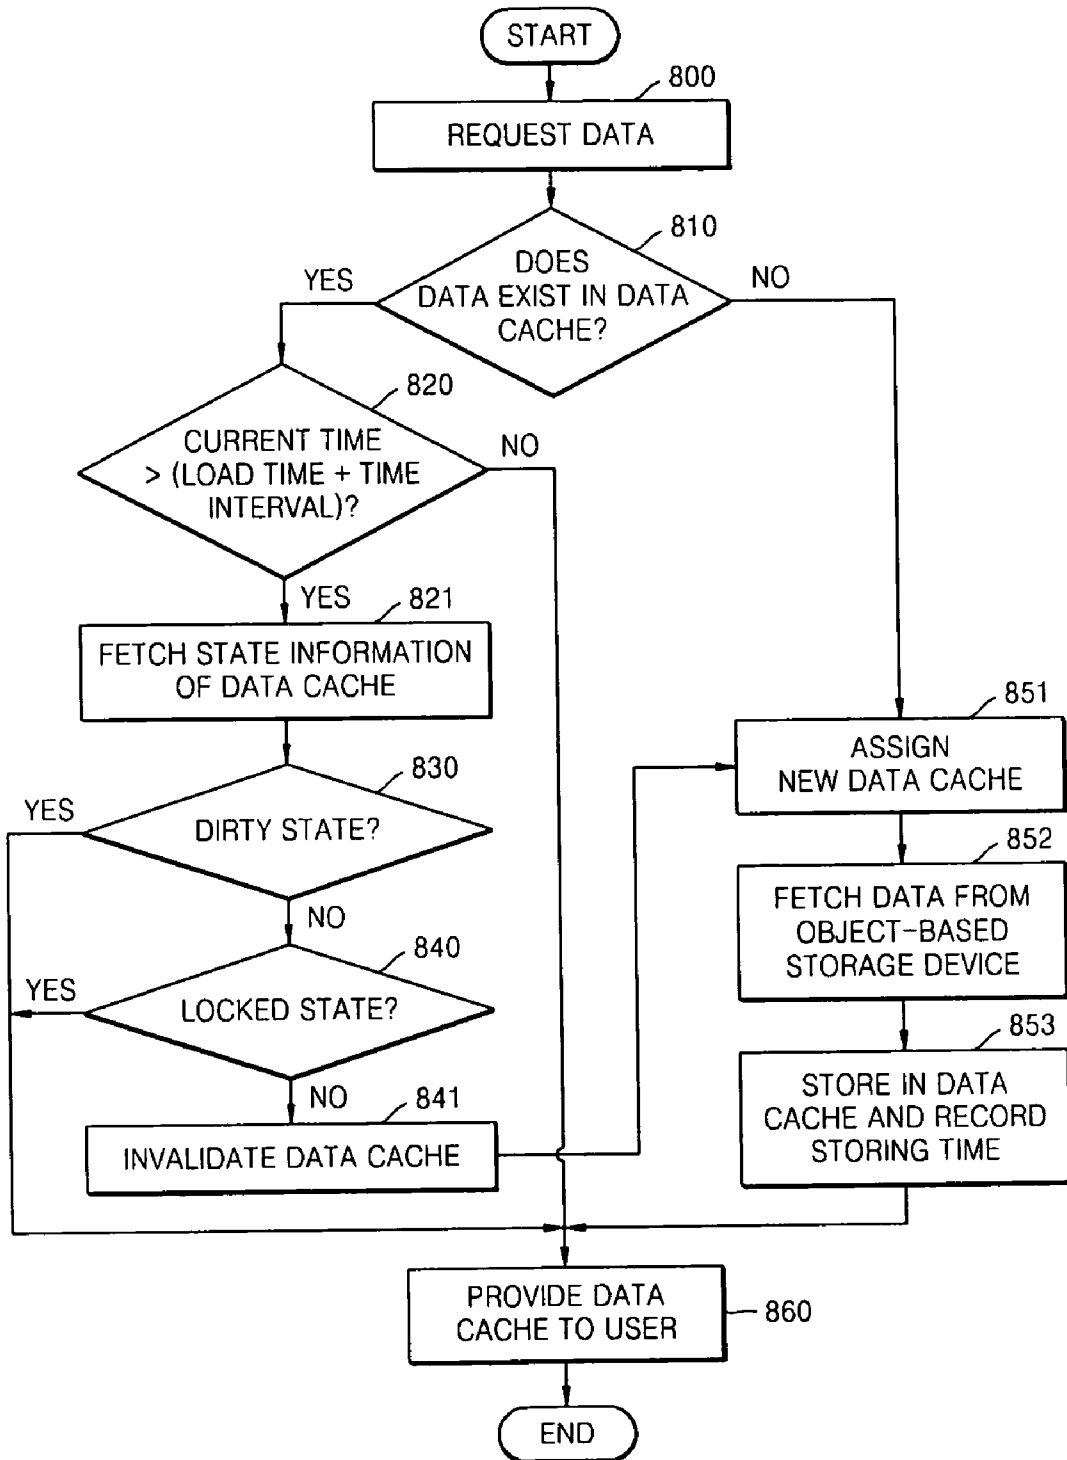 START
800
REQUEST DATA
810
DOES
DATA EXIST IN DATA
CACHE?
YES
NO
820
CURRENT TIME
> (LOAD TIME + TIME
INTERVAL)?
NO
YES
821
FETCH STATE INFORMATION
OF DATA CACHE
830
DIRTY STATE?
YES
NO
840
LOCKED STATE?
YES
NO
841
INVALIDATE DATA CACHE
851
ASSIGN
NEW DATA CACHE
852
FETCH DATA FROM
OBJECT-BASED
STORAGE DEVICE
853
STORE IN DATA
CACHE AND RECORD
STORING TIME
PROVIDE DATA
CACHE TO USER
860
END